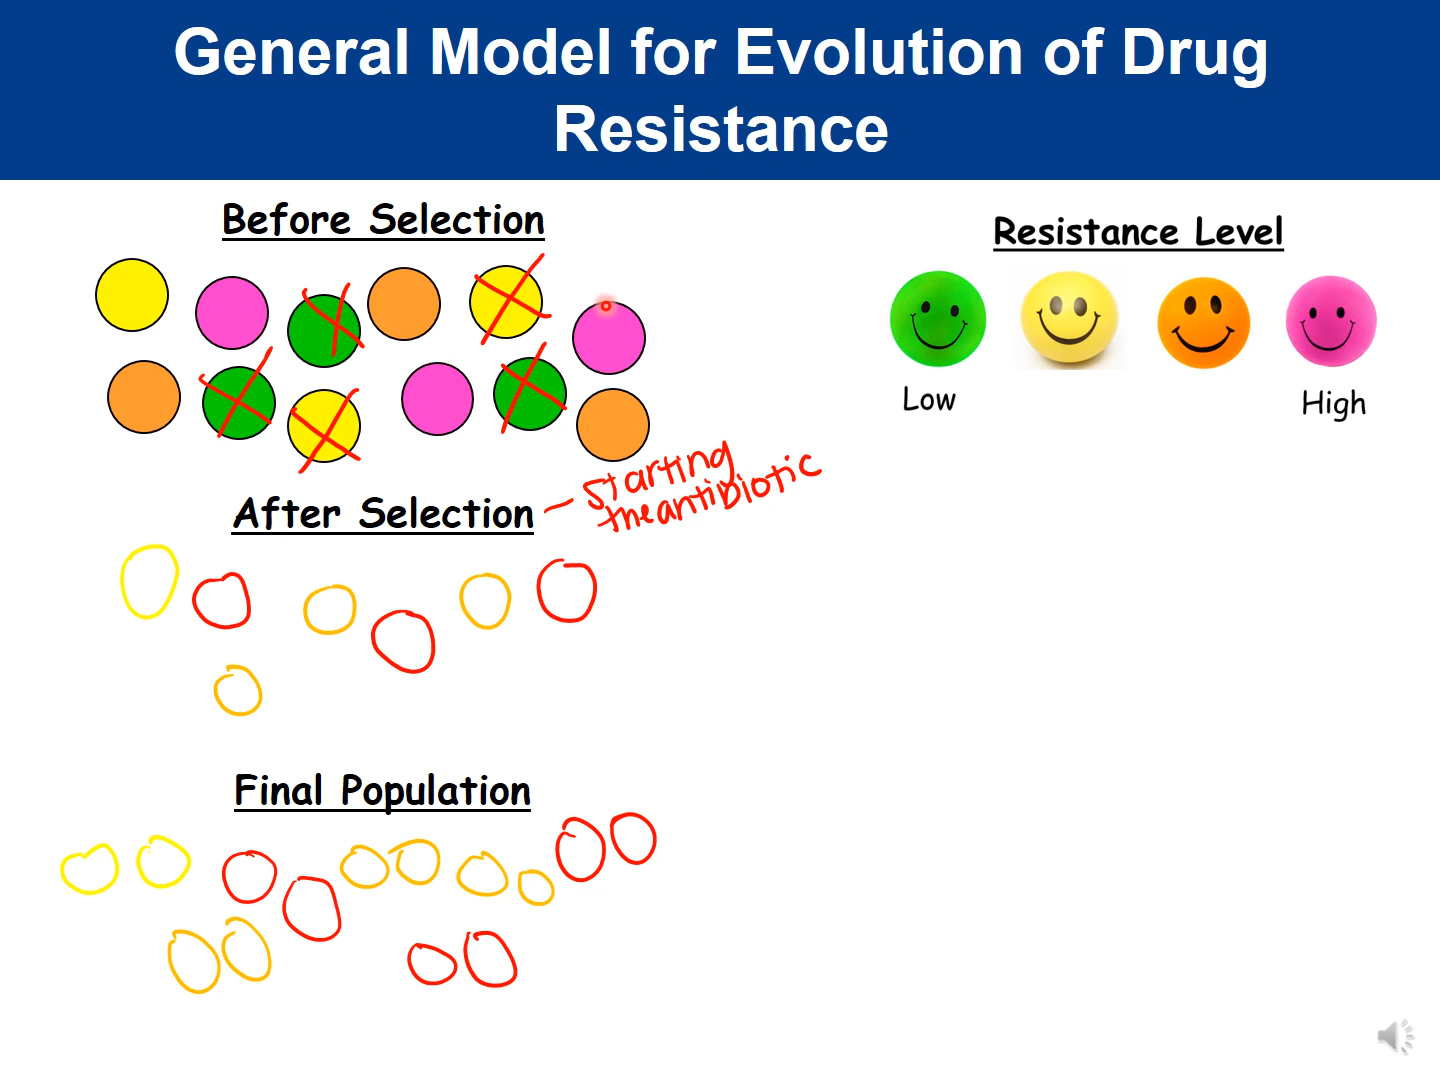 General Model for Evolution of Drug
Resistance
Before Selection
Resistance Level
Low
High
After Selection
starting
the antibiotic
Final Population